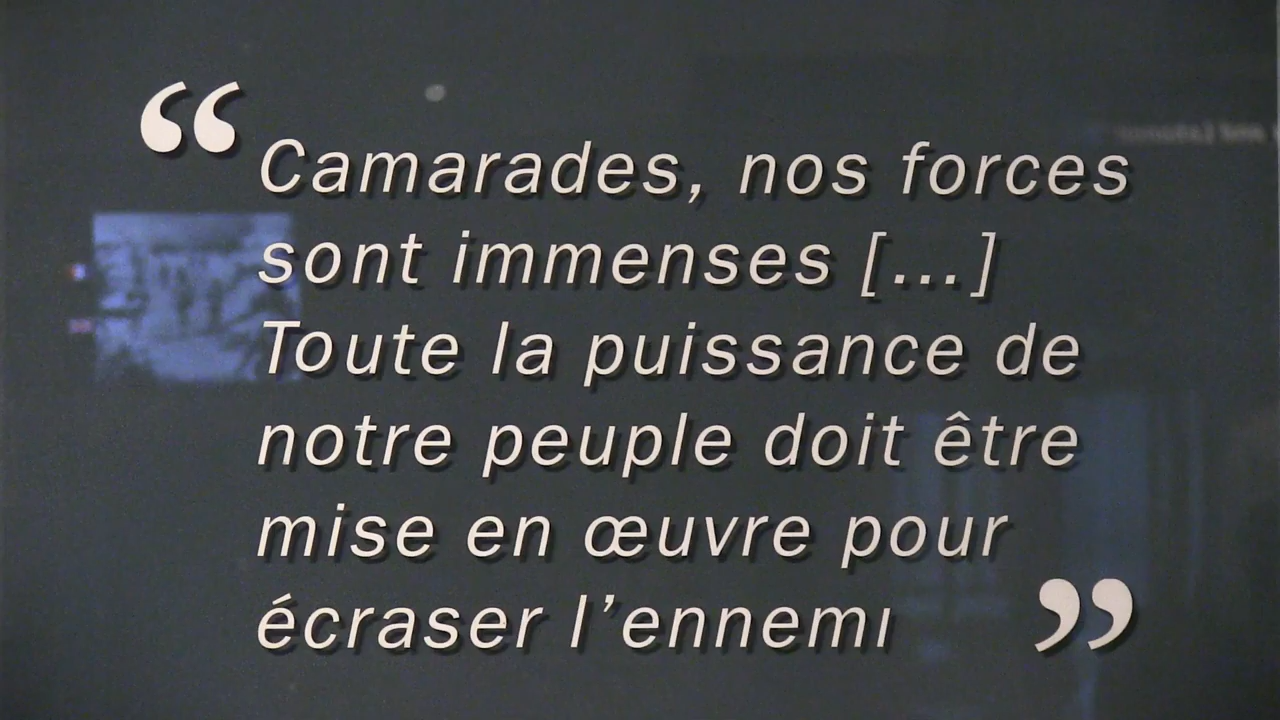 “Camarades, nos forces
sont immenses [...]
Toute la puissance de
notre peuple doit être
mise en œuvre pour
écraser l’ennemi”